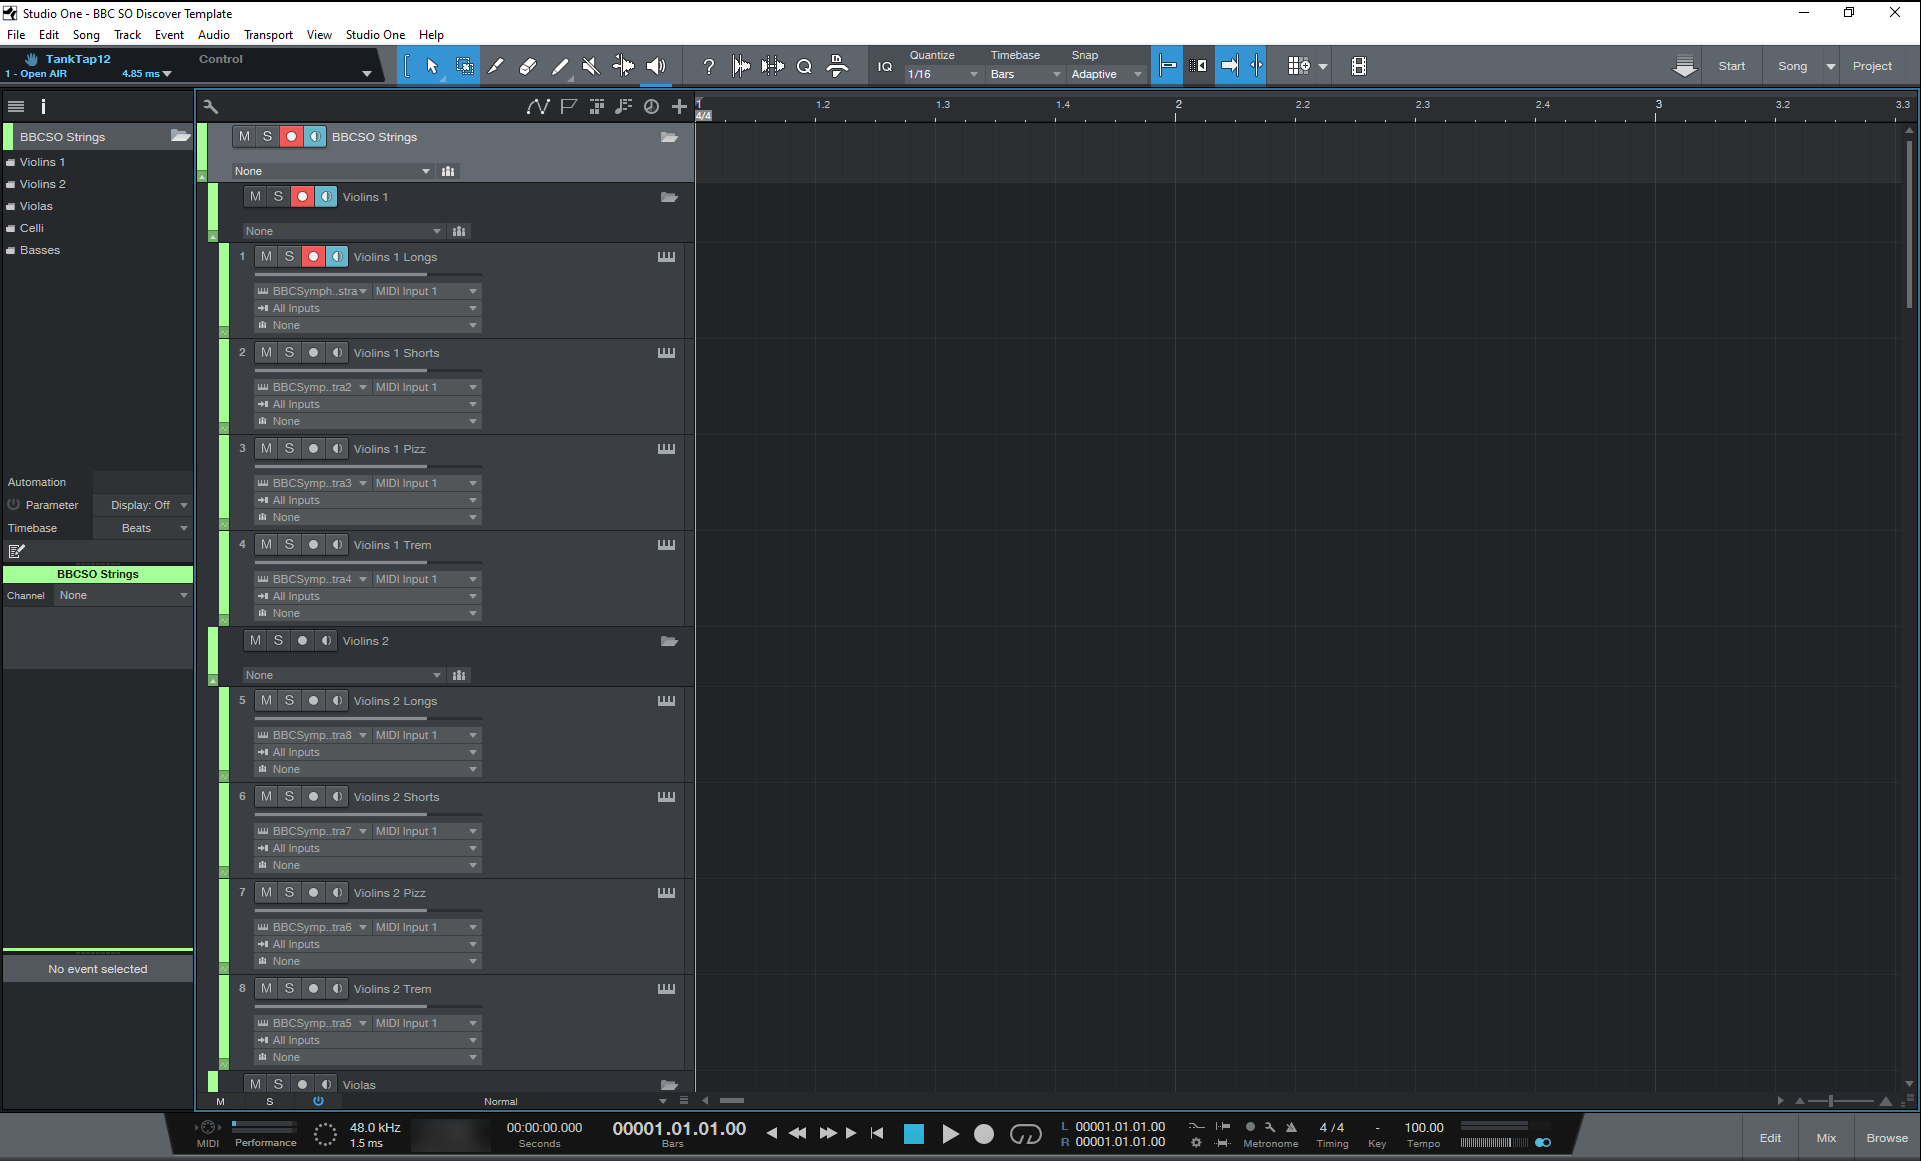 Studio One - BBC SO Discover Template
File Edit Song Track Event Audio Transport View Studio One Help
TankTap12 Control
1 - Open AIR 4.85 ms
? Q IQ
Quantize Timebase Snap
1/16 Bars Adaptive
Start Song Project
i
1 1.2 1.3 1.4 2 2.2 2.3 2.4 3 3.2 3.3
4/4
BBCSO Strings
Violins 1
Violins 2
Violas
Celli
Basses
Automation
Parameter Display: Off
Timebase Beats
BBCSO Strings
Channel None
No event selected
M S BBCSO Strings
None
M S Violins 1
None
1 M S Violins 1 Longs
BBCSymph..stra MIDI Input 1
All Inputs
None
2 M S Violins 1 Shorts
BBCSymp..tra2 MIDI Input 1
All Inputs
None
3 M S Violins 1 Pizz
BBCSymp..tra3 MIDI Input 1
All Inputs
None
4 M S Violins 1 Trem
BBCSymp..tra4 MIDI Input 1
All Inputs
None
M S Violins 2
None
5 M S Violins 2 Longs
BBCSymp..tra8 MIDI Input 1
All Inputs
None
6 M S Violins 2 Shorts
BBCSymp..tra7 MIDI Input 1
All Inputs
None
7 M S Violins 2 Pizz
BBCSymp..tra6 MIDI Input 1
All Inputs
None
8 M S Violins 2 Trem
BBCSymp..tra5 MIDI Input 1
All Inputs
None
M S Violas
M S Normal
MIDI Performance
48.0 kHz
1.5 ms
00:00:00.000
Seconds
00001.01.01.00
Bars
L 00001.01.01.00
R 00001.01.01.00
Metronome
4 / 4
Timing
-
Key
100.00
Tempo
Edit Mix Browse